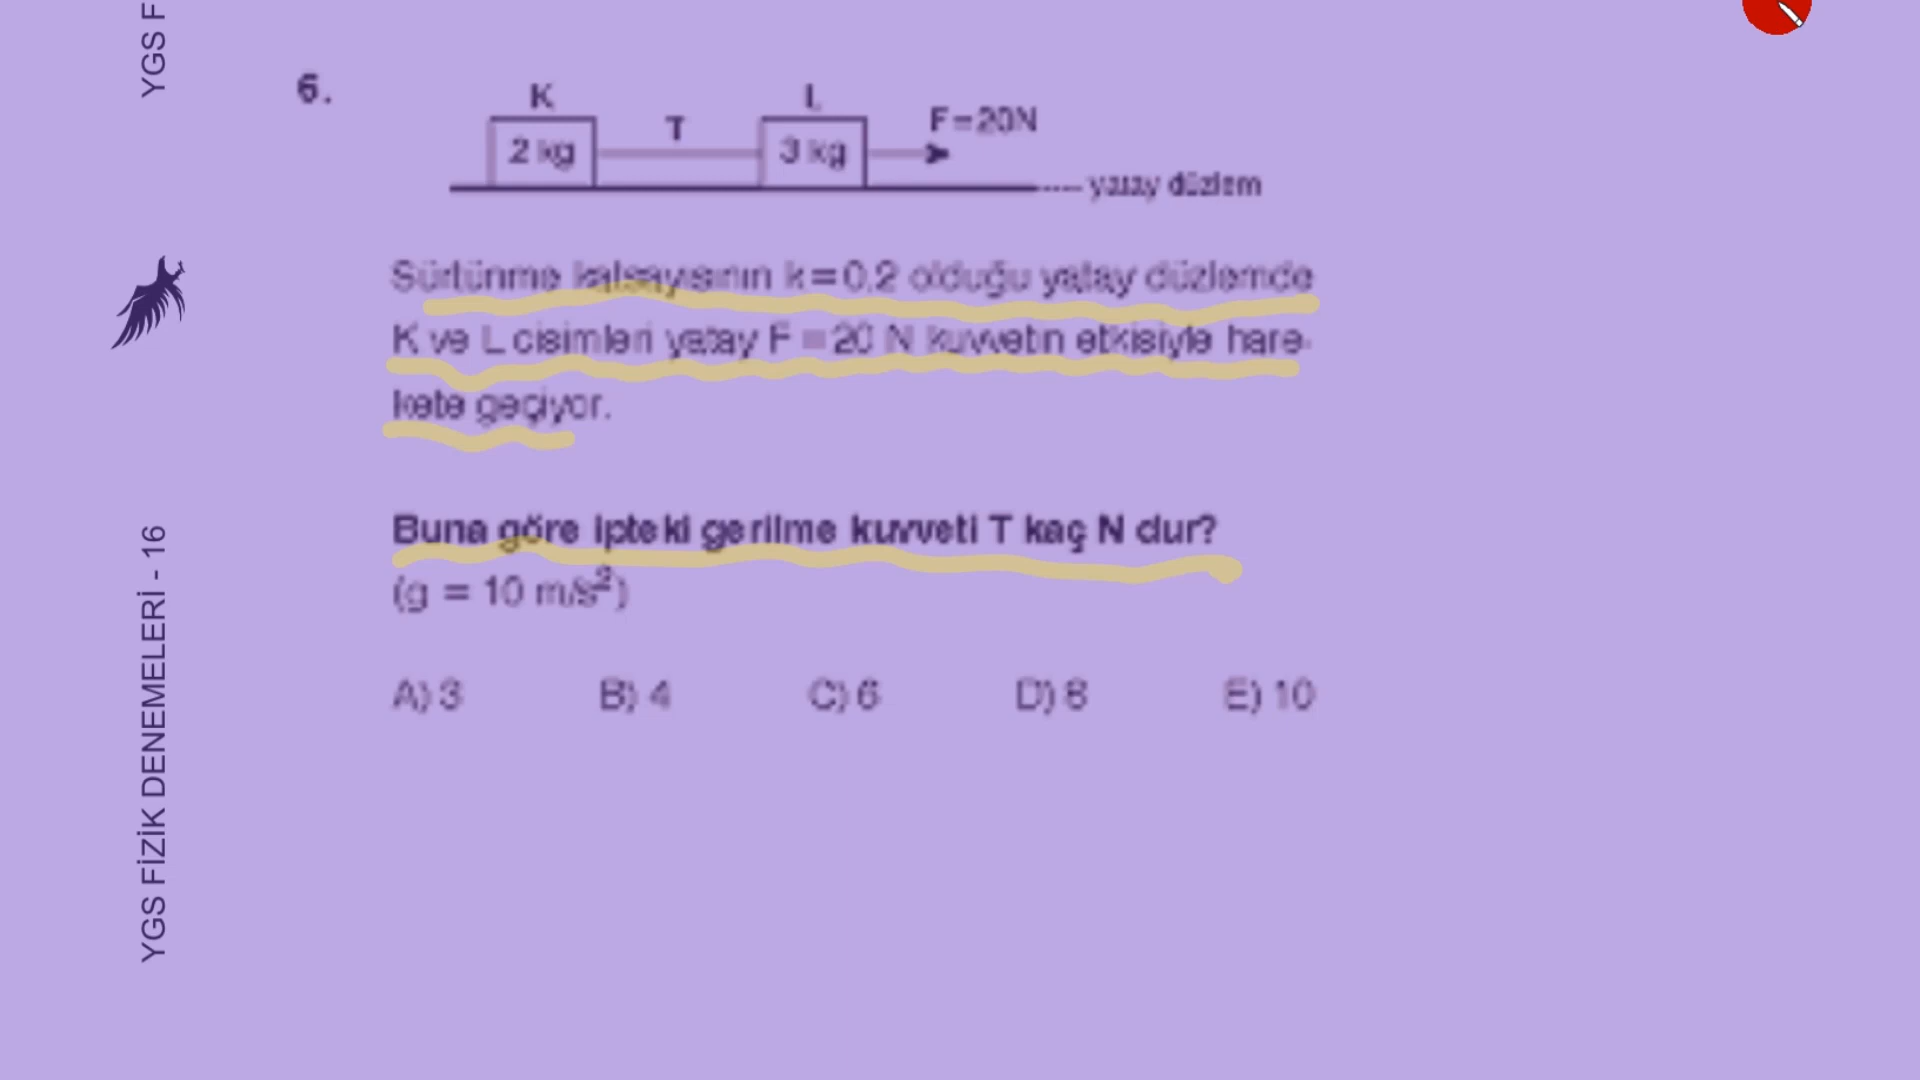 YGS F
6.
K
L
T
F=20N
2 kg
3 kg
yatay düzlem
Sürtünme katsayısının k=0,2 olduğu yatay düzlemde
K ve L cisimleri yatay F = 20 N kuvvetin etkisiyle hare-
kete geçiyor.
Buna göre ipteki gerilme kuvveti T kaç N dur?
(g = 10 m/s²)
A) 3 B) 4 C) 6 D) 8 E) 10
YGS FİZİK DENEMELERİ - 16